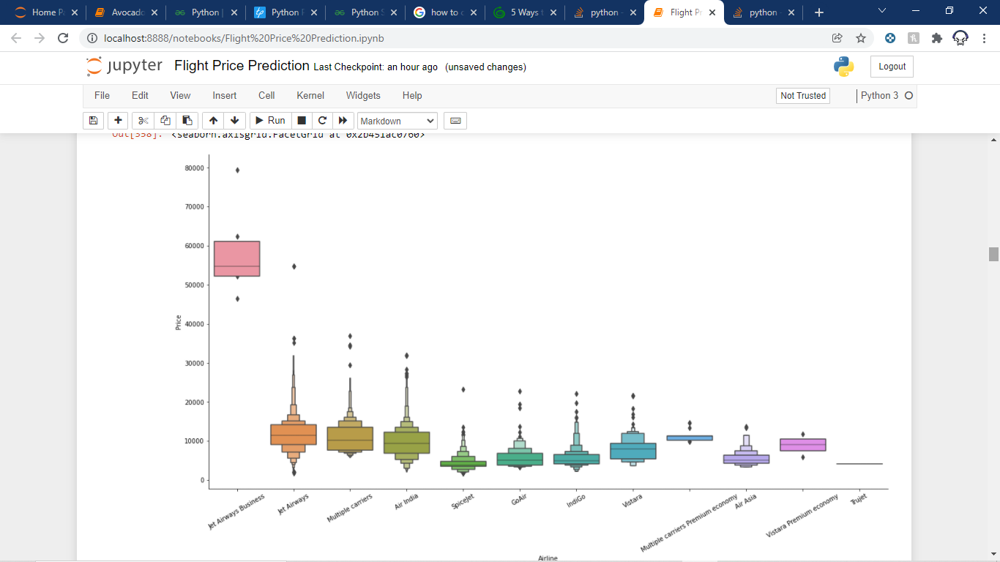 Home Pa
Avocado
Python |
Python F
Python S
how to c
5 Ways t
python -
Flight Pr
python -
localhost:8888/notebooks/Flight%20Price%20Prediction.ipynb
jupyter Flight Price Prediction Last Checkpoint: an hour ago (unsaved changes)
Logout
File Edit View Insert Cell Kernel Widgets Help
Not Trusted
Python 3
Run
Markdown
Out[358]: <seaborn.axisgrid.FacetGrid at 0x2b451ac0760>
80000
70000
60000
50000
40000
30000
20000
10000
0
Price
Jet Airways Business
Jet Airways
Multiple carriers
Air India
SpiceJet
GoAir
IndiGo
Vistara
Multiple carriers Premium economy
Air Asia
Vistara Premium economy
Trujet
Airline